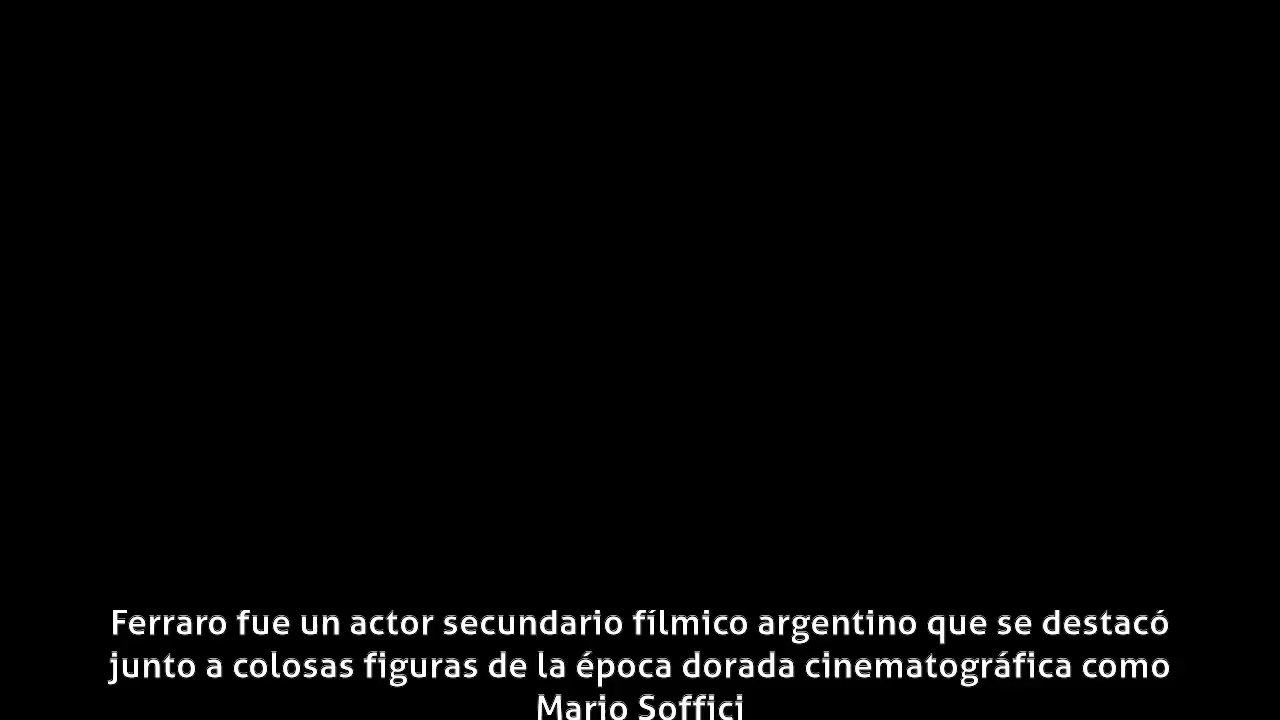 Ferraro fue un actor secundario fílmico argentino que se destacó
junto a colosas figuras de la época dorada cinematográfica como
Mario Soffici